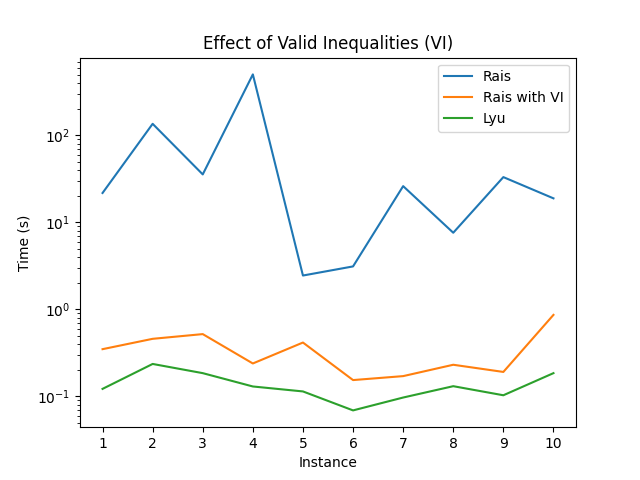 Effect of Valid Inequalities (VI)
Rais
Rais with VI
Lyu
Time (s)
10²
10¹
10⁰
10⁻¹
1 2 3 4 5 6 7 8 9 10
Instance